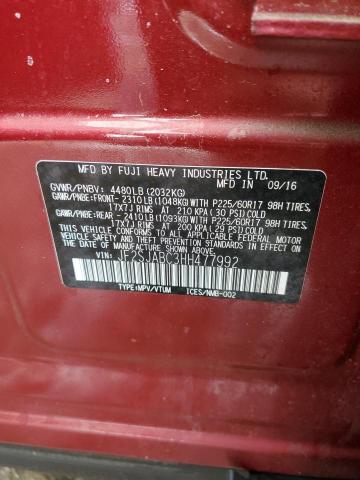 MFD. BY FUJI HEAVY INDUSTRIES LTD.
MFD. IN 09/16
GVWR/PNBV: 4480LB(2032KG)
GAWR/PNBE:FRONT- 2310LB(1048KG) WITH P225/60R17 98H TIRES,
17X7J RIMS AT 210 KPA(30 PSI)COLD
GAWR/PNBE:REAR - 2410LB(1093KG)WITH P225/60R17 98H TIRES,
17X7J RIMS AT 200 KPA(29 PSI)COLD
THIS VEHICLE CONFORMS TO ALL APPLICABLE FEDERAL MOTOR
VEHICLE SAFETY, BUMPER, AND THEFT PREVENTION STANDARDS
IN EFFECT ON THE DATE OF MANUFACTURE SHOWN ABOVE.
VIN: JF2SJABC3HH477992
TYPE:MPV/VTUM ICES/NMB-002